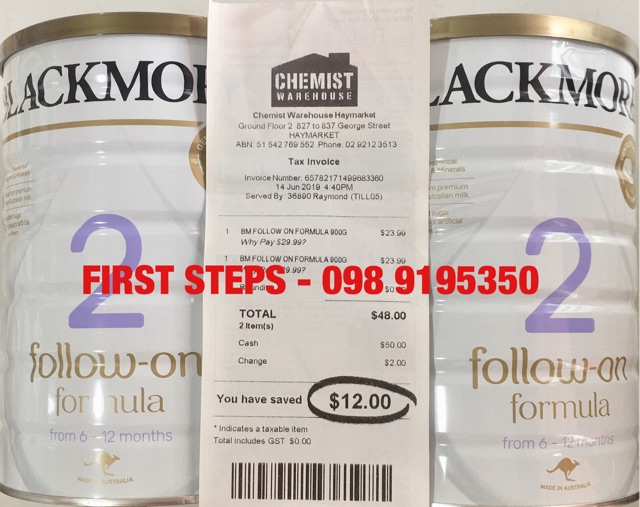 BLACKMOR
2
follow-on
formula
from 6 - 12 months
MADE IN AUSTRALIA
CHEMIST
WAREHOUSE
Chemist Warehouse Haymarket
Ground Floor 2 827 to 837 George Street
HAYMARKET
ABN: 51 542 769 552 Phone: 02 9212 3513
Tax Invoice
Invoice Number: 65782171499683360
14 Jun 2019 4:40PM
Served By: 36890 Raymond (TILL05)
1 BM FOLLOW ON FORMULA 900G $23.99
Why Pay $29.99?
1 BM FOLLOW ON FORMULA 900G $23.99
FIRST STEPS - 098 9195350
TOTAL $48.00
2 Item(s)
Cash $50.00
Change $2.00
You have saved $12.00
* Indicates a taxable item
Total includes GST $0.00
LACKMOR
& Minerals
premium
sugar
artificial
2
follow-on
formula
from 6 - 12 months
MADE IN AUSTRALIA